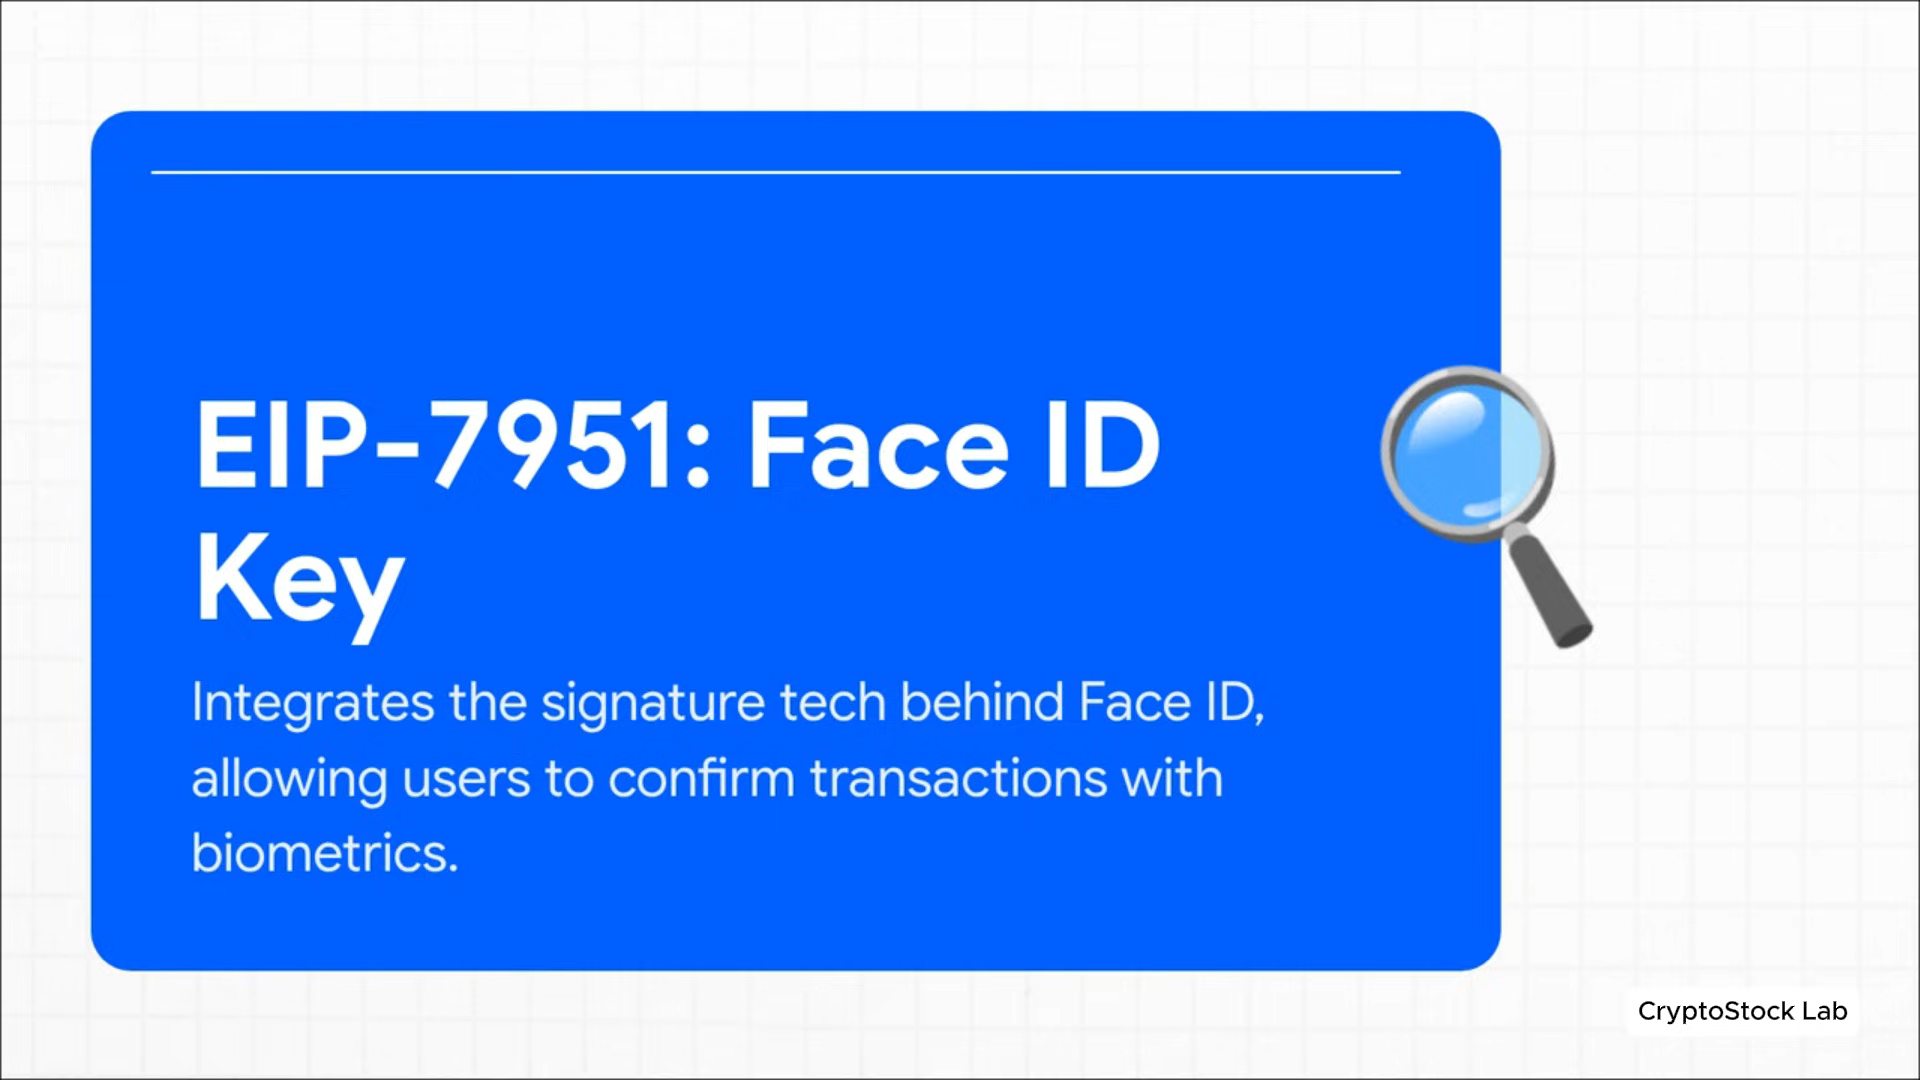 EIP-7951: Face ID
Key
Integrates the signature tech behind Face ID,
allowing users to confirm transactions with
biometrics.
CryptoStock Lab